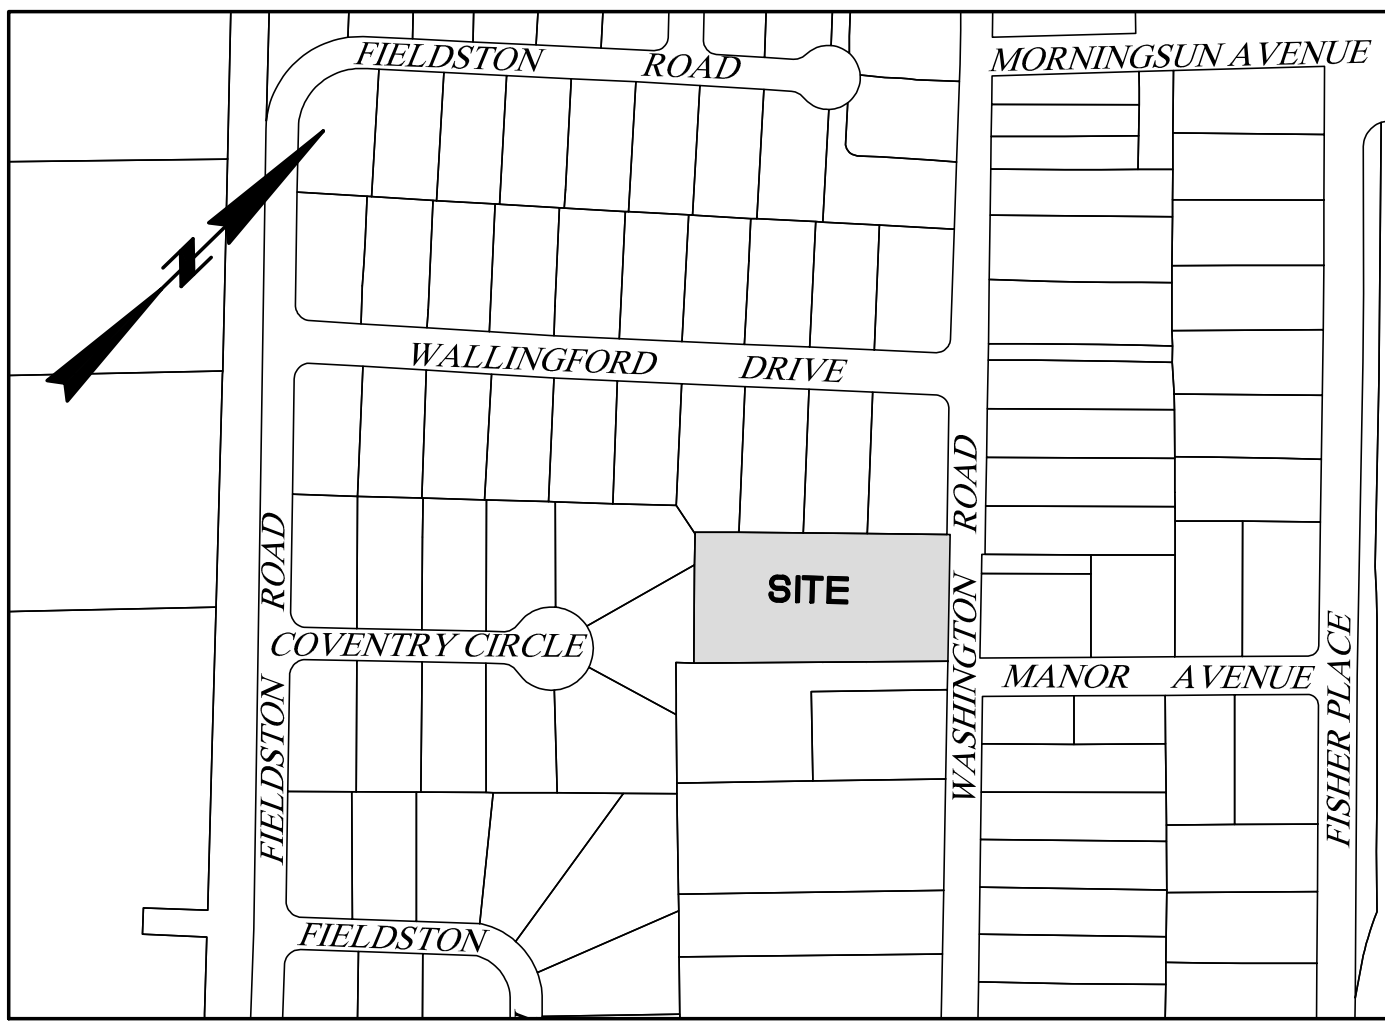 FIELDSTON ROAD
MORNINGSUN AVENUE
N
WALLINGFORD DRIVE
WASHINGTON ROAD
FIELDSTON ROAD
SITE
COVENTRY CIRCLE
MANOR AVENUE
FISHER PLACE
FIELDSTON